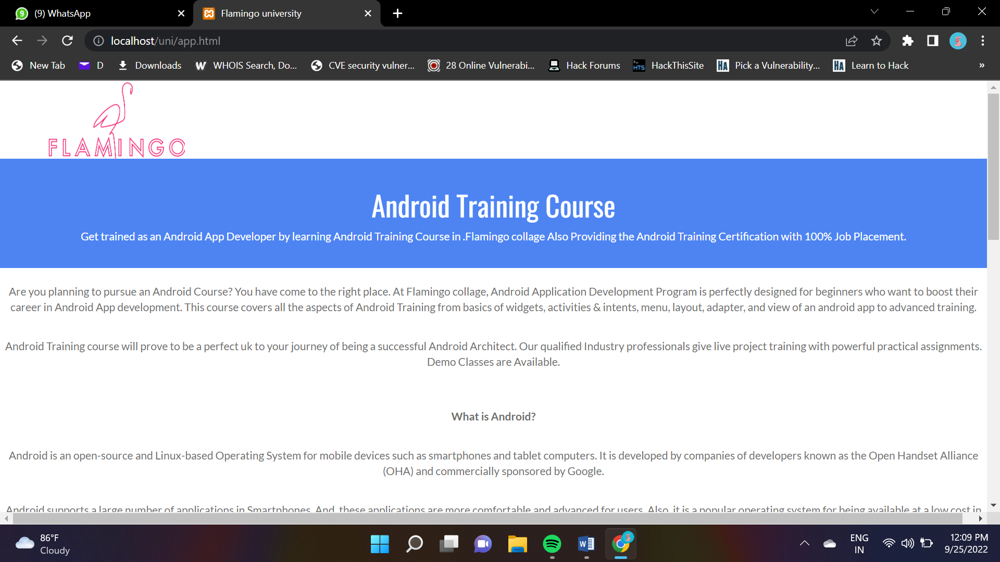 (9) WhatsApp
Flamingo university
localhost/uni/app.html
New Tab
D
Downloads
WHOIS Search, Do...
CVE security vulner...
28 Online Vulnerabi...
Hack Forums
HackThisSite
Pick a Vulnerability...
Learn to Hack
»
FLAMINGO
Android Training Course
Get trained as an Android App Developer by learning Android Training Course in .Flamingo collage Also Providing the Android Training Certification with 100% Job Placement.
Are you planning to pursue an Android Course? You have come to the right place. At Flamingo collage, Android Application Development Program is perfectly designed for beginners who want to boost their
career in Android App development. This course covers all the aspects of Android Training from basics of widgets, activities & intents, menu, layout, adapter, and view of an android app to advanced training.
Android Training course will prove to be a perfect uk to your journey of being a successful Android Architect. Our qualified Industry professionals give live project training with powerful practical assignments.
Demo Classes are Available.
What is Android?
Android is an open-source and Linux-based Operating System for mobile devices such as smartphones and tablet computers. It is developed by companies of developers known as the Open Handset Alliance
(OHA) and commercially sponsored by Google.
Android supports a large number of applications in Smartphones. And, these applications are more comfortable and advanced for users. Also, it is a popular operating system for being available at a low cost in
86°F
Cloudy
ENG
IN
12:09 PM
9/25/2022